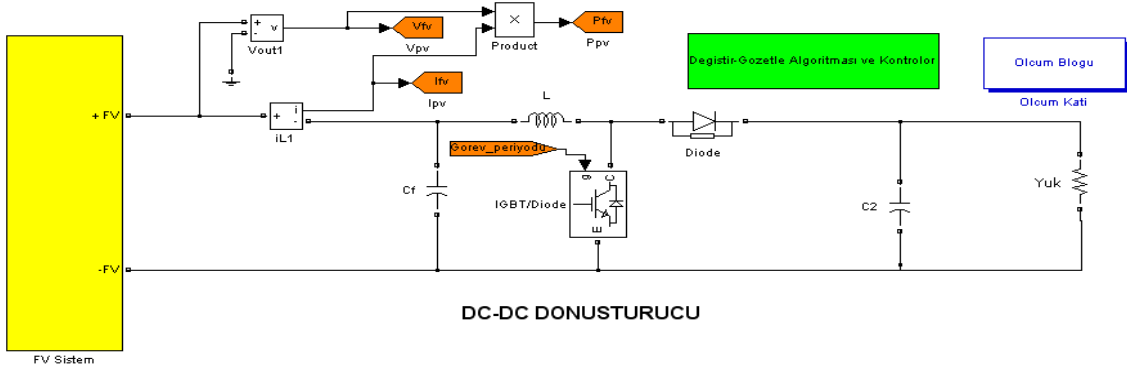 +
-
v
Vout1
Vfv
Vpv
×
Product
Pfv
Ppv
Ifv
Ipv
Degistir-Gozetle Algoritması ve Kontrolor
Olcum Blogu
Olcum Kati
+ FV
+
i
-
iL1
L
Gorev_periyodu
Diode
g
C
E
IGBT/Diode
Cf
C2
Yuk
-FV
DC-DC DONUSTURUCU
FV Sistem